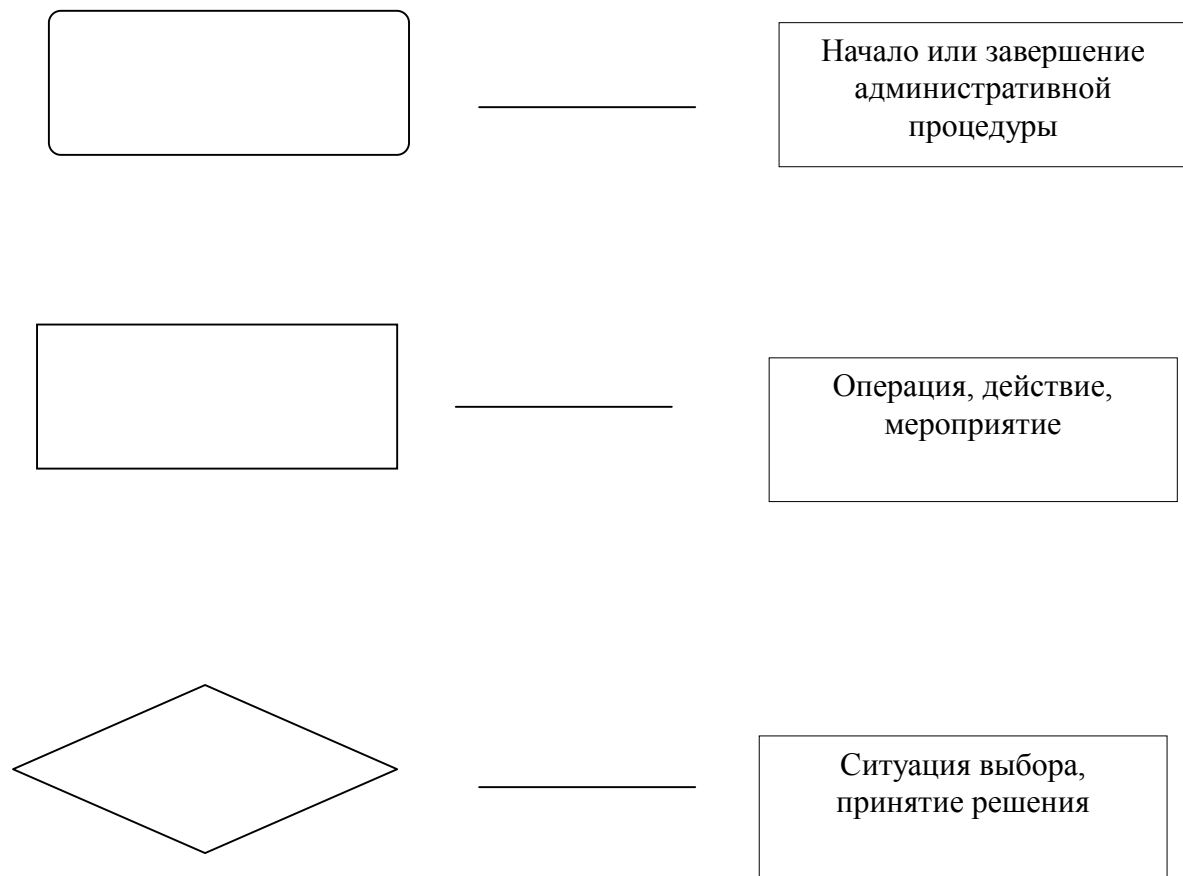 Начало или завершение
административной
процедуры
Операция, действие,
мероприятие
Ситуация выбора,
принятие решения